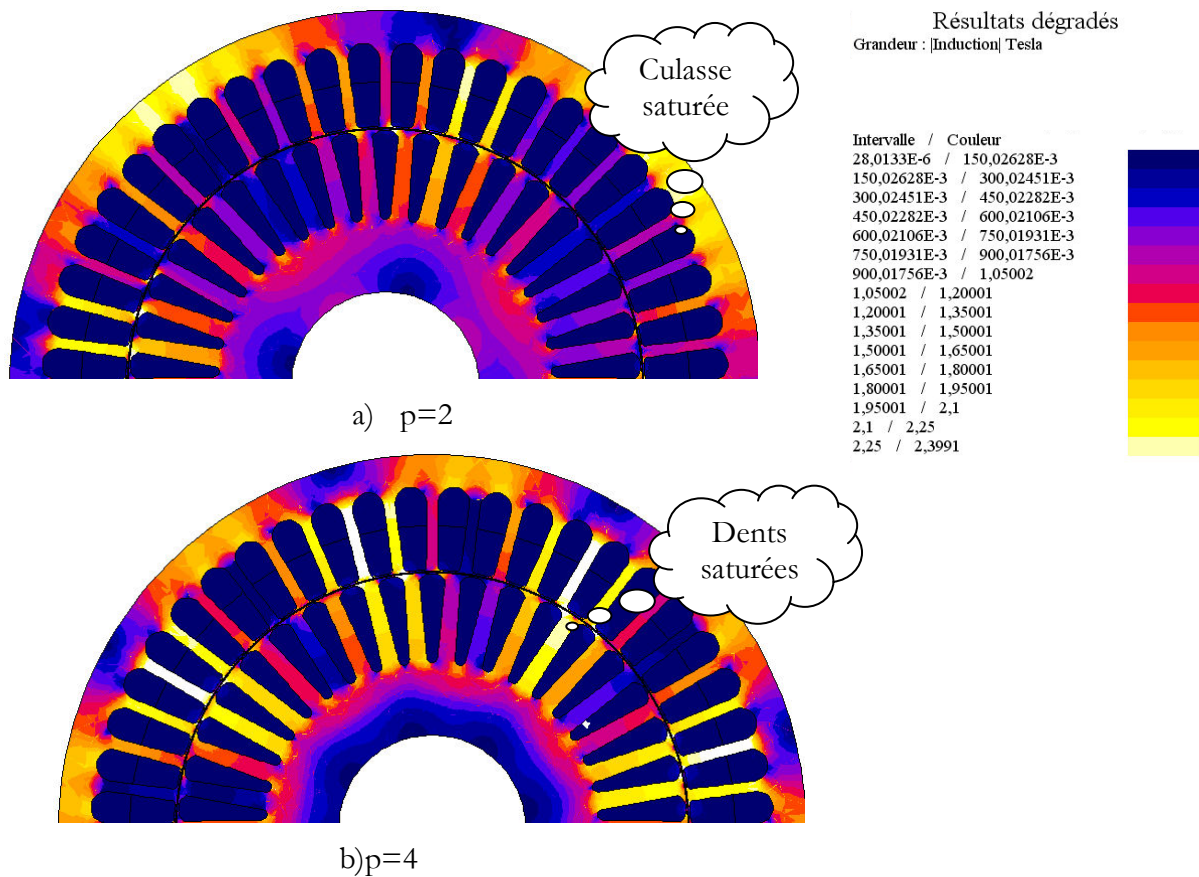 Résultats dégradés
Grandeur : |Induction| Tesla
Culasse
saturée
Intervalle / Couleur
28,0133E-6 / 150,02628E-3
150,02628E-3 / 300,02451E-3
300,02451E-3 / 450,02282E-3
450,02282E-3 / 600,02106E-3
600,02106E-3 / 750,01931E-3
750,01931E-3 / 900,01756E-3
900,01756E-3 / 1,05002
1,05002 / 1,20001
1,20001 / 1,35001
1,35001 / 1,50001
1,50001 / 1,65001
1,65001 / 1,80001
1,80001 / 1,95001
1,95001 / 2,1
2,1 / 2,25
2,25 / 2,3991
a) p=2
Dents
saturées
b)p=4